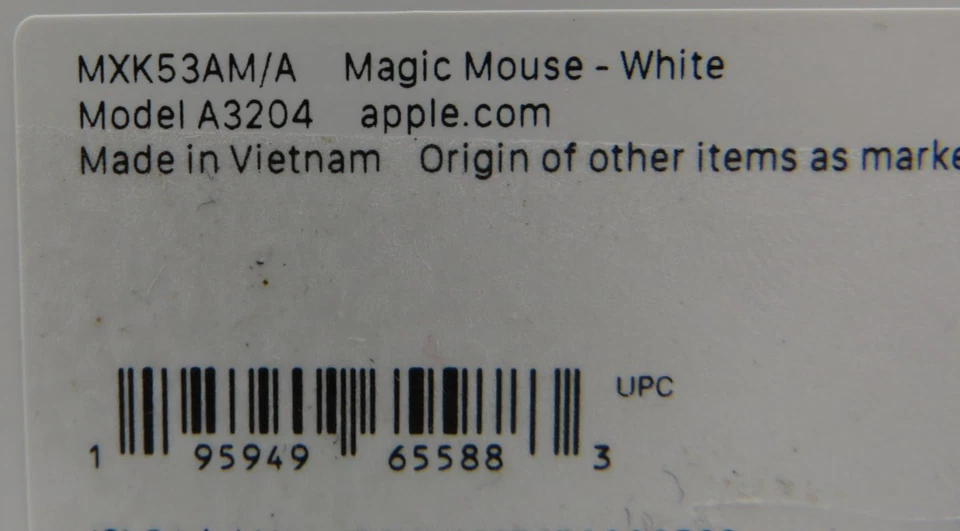 MXK53AM/A Magic Mouse - White
Model A3204 apple.com
Made in Vietnam Origin of other items as
UPC
1 95949 65588 3